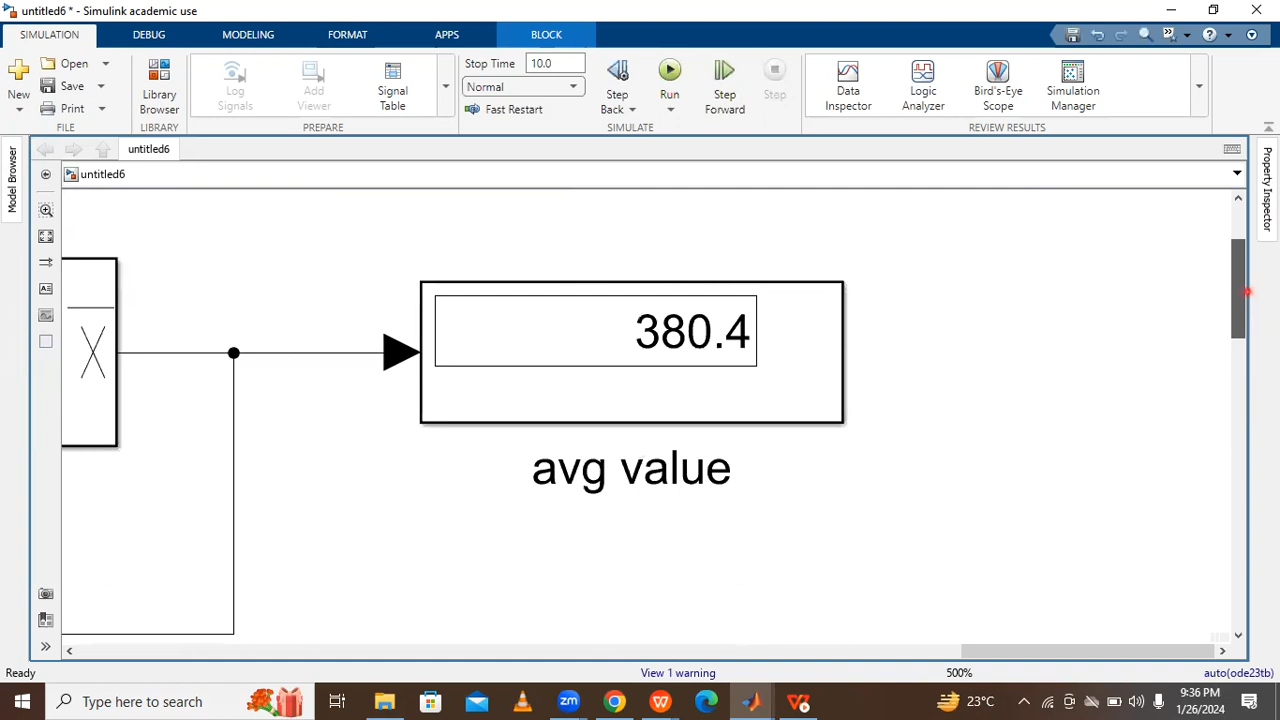 untitled6 * - Simulink academic use
SIMULATION DEBUG MODELING FORMAT APPS BLOCK
New
Open
Save
Print
FILE
Library Browser
LIBRARY
Log Signals
Add Viewer
Signal Table
PREPARE
Stop Time 10.0
Normal
Fast Restart
Step Back
Run
Step Forward
Stop
SIMULATE
Data Inspector
Logic Analyzer
Bird's-Eye Scope
Simulation Manager
REVIEW RESULTS
Model Browser
untitled6
untitled6
Property Inspector
X
380.4
avg value
Ready
View 1 warning
500%
auto(ode23tb)
Type here to search
zm
23°C
9:36 PM
1/26/2024